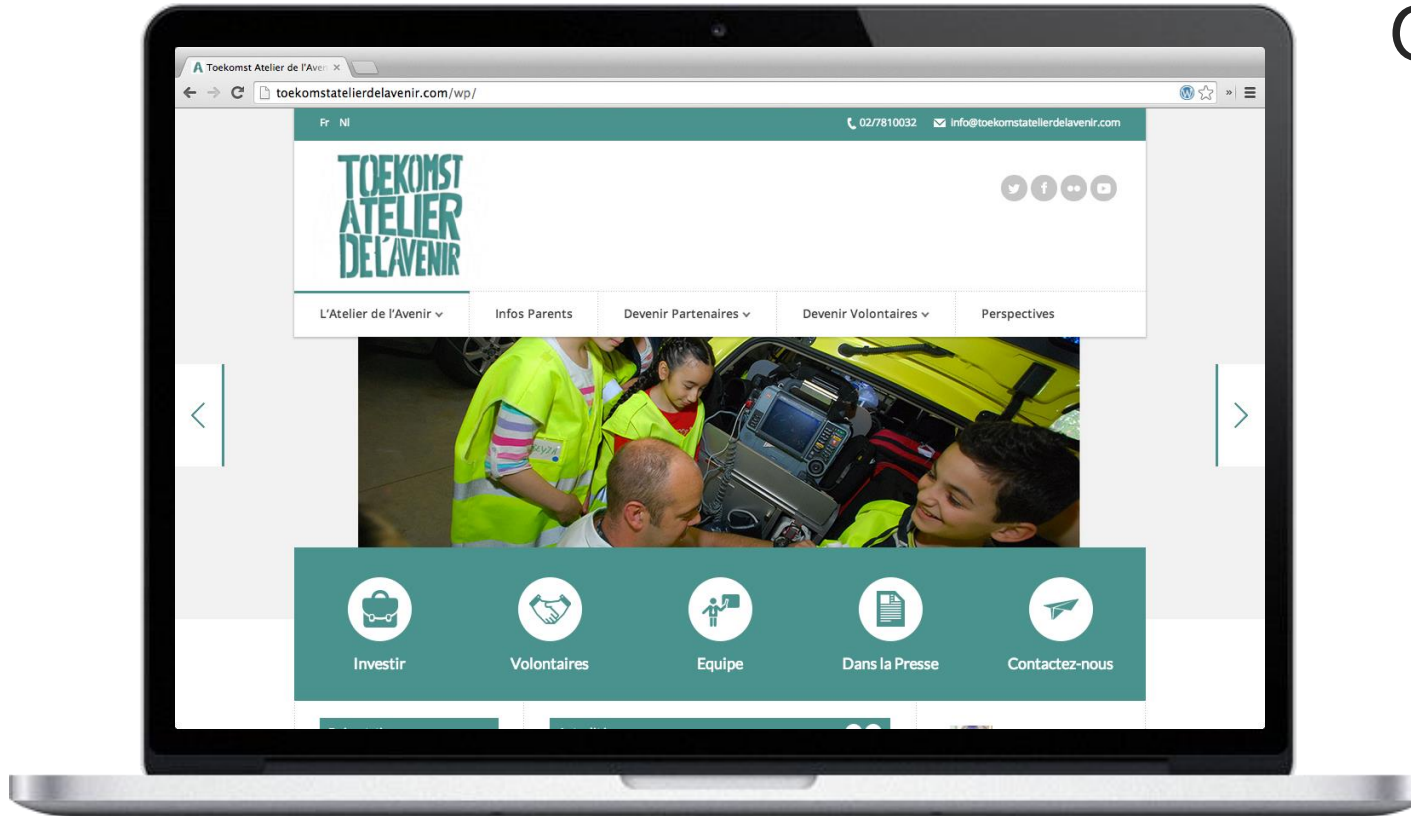 C
A Toekomst Atelier de l'Aven ×
toekomstatelierdelavenir.com/wp/
Fr Nl
02/7810032 info@toekomstatelierdelavenir.com
TOEKOMST
ATELIER
DE L'AVENIR
L'Atelier de l'Avenir Infos Parents Devenir Partenaires Devenir Volontaires Perspectives
Investir Volontaires Equipe Dans la Presse Contactez-nous